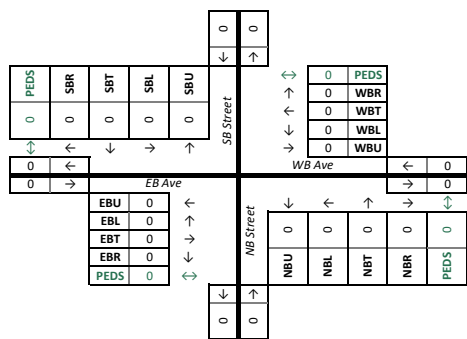 0 0
↓ ↑
PEDS SBR SBT SBL SBU
0 0 0 0 0
↕ ← ↓ → ↑
SB Street
↔ 0 PEDS
↑ 0 WBR
← 0 WBT
↓ 0 WBL
→ 0 WBU
0 ←
0 →
EB Ave
WB Ave
← 0
→ 0
EBU 0 ←
EBL 0 ↑
EBT 0 →
EBR 0 ↓
PEDS 0 ↔
NB Street
↓ ← ↑ → ↕
0 0 0 0 0
NBU NBL NBT NBR PEDS
↓ ↑
0 0